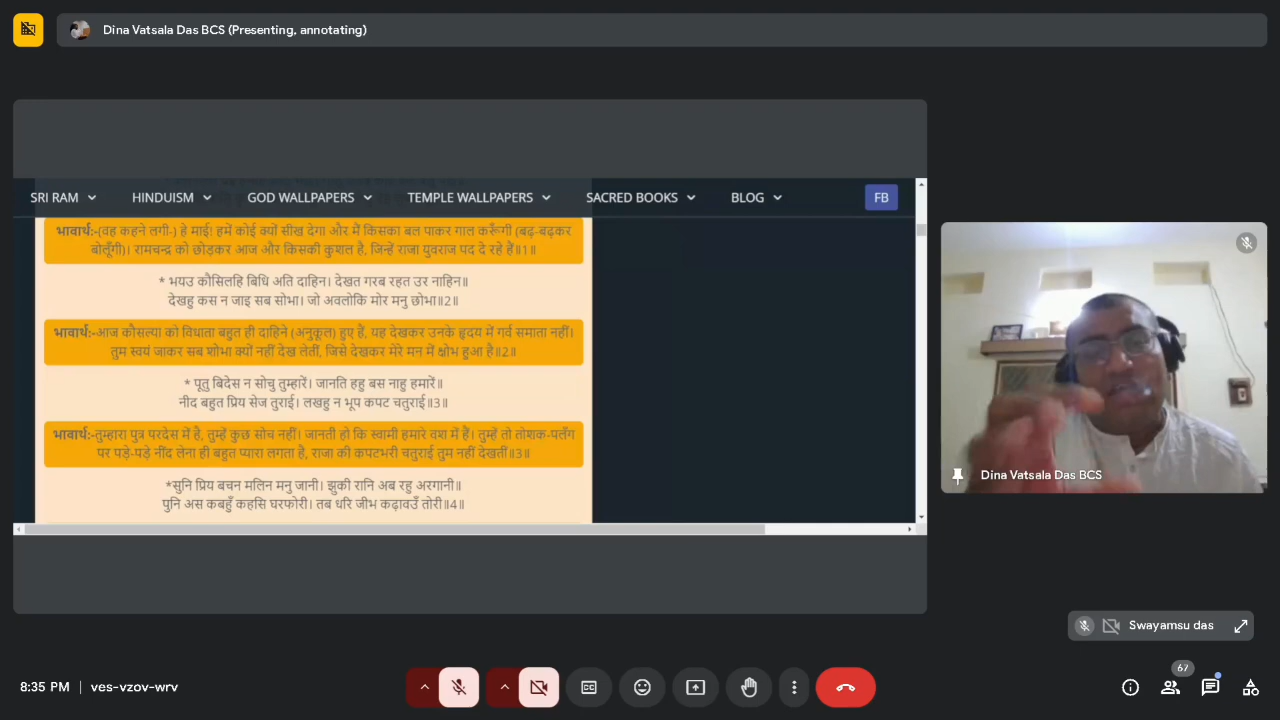 Dina Vatsala Das BCS (Presenting, annotating)
SRI RAM HINDUISM GOD WALLPAPERS TEMPLE WALLPAPERS SACRED BOOKS BLOG FB
भावार्थ:-(वह कहने लगी-) हे माई! हमें कोई क्यों सीख देगा और मैं किसका बल पाकर गाल करूँगी (बढ़-बढ़कर
बोलूँगी)। रामचन्द्र को छोड़कर आज और किसकी कुशल है, जिन्हें राजा युवराज पद दे रहे हैं॥1॥
* भयउ कौसिलहि बिधि अति दाहिन। देखत गरब रहत उर नाहिन॥
देखहु कस न जाइ सब सोभा। जो अवलोकि मोर मनु छोभा॥2॥
भावार्थ:-आज कौसल्या को विधाता बहुत ही दाहिने (अनुकूल) हुए हैं, यह देखकर उनके हृदय में गर्व समाता नहीं।
तुम स्वयं जाकर सब शोभा क्यों नहीं देख लेतीं, जिसे देखकर मेरे मन में क्षोभ हुआ है॥2॥
* पूतु बिदेस न सोचु तुम्हारें। जानति हहु बस नाहु हमारें॥
नीद बहुत प्रिय सेज तुराई। लखहु न भूप कपट चतुराई॥3॥
भावार्थ:-तुम्हारा पुत्र परदेस में है, तुम्हें कुछ सोच नहीं। जानती हो कि स्वामी हमारे वश में हैं। तुम्हें तो तोशक-पलँग
पर पड़े-पड़े नींद लेना ही बहुत प्यारा लगता है, राजा की कपटभरी चतुराई तुम नहीं देखतीं॥3॥
*सुनि प्रिय बचन मलिन मनु जानी। झुकी रानि अब रहु अरगानी॥
पुनि अस कबहुँ कहसि घरफोरी। तब धरि जीभ कढ़ावउँ तोरी॥4॥
Dina Vatsala Das BCS
Swayamsu das
67
8:35 PM ves-vzov-wrv